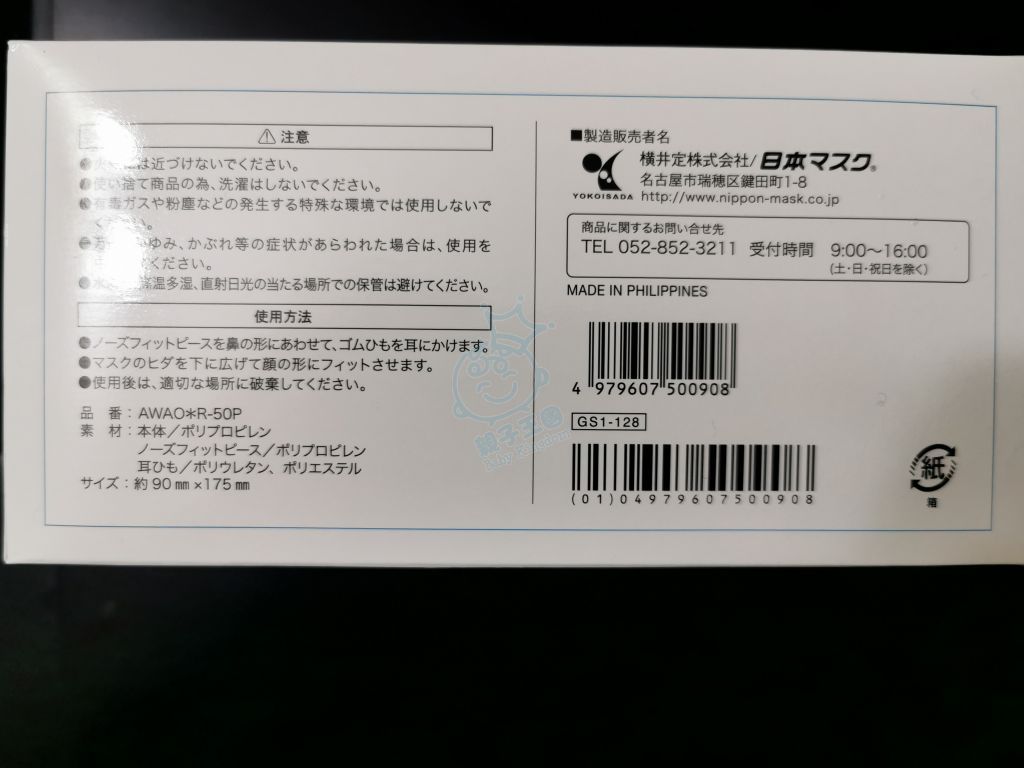 ⚠注意
は近づけないでください。
使い捨て商品の為、洗濯はしないでください。
●有毒ガスや粉塵などの発生する特殊な環境では使用しないで
ください。
かゆみ、かぶれ等の症状があらわれた場合は、使用を
ください。
高温多湿、直射日光の当たる場所での保管は避けてください。
使用方法
●ノーズフィットピースを鼻の形にあわせて、ゴムひもを耳にかけます。
●マスクのヒダを下に広げて顔の形にフィットさせます。
●使用後は、適切な場所に破棄してください。
品 番：AWAO*R-50P
素 材：本体／ポリプロピレン
ノーズフィットピース／ポリプロピレン
耳ひも／ポリウレタン、ポリエステル
サイズ：約90㎜×175㎜
■製造販売者名
横井定株式会社/日本マスク®
名古屋市瑞穂区鍵田町1-8
YOKOISADA http://www.nippon-mask.co.jp
商品に関するお問い合せ先
TEL 052-852-3211 受付時間 9:00〜16:00
(土・日・祝日を除く)
MADE IN PHILIPPINES
4 979607 500908
GS1-128
(01)04979607500908
紙
箱
Kingdom